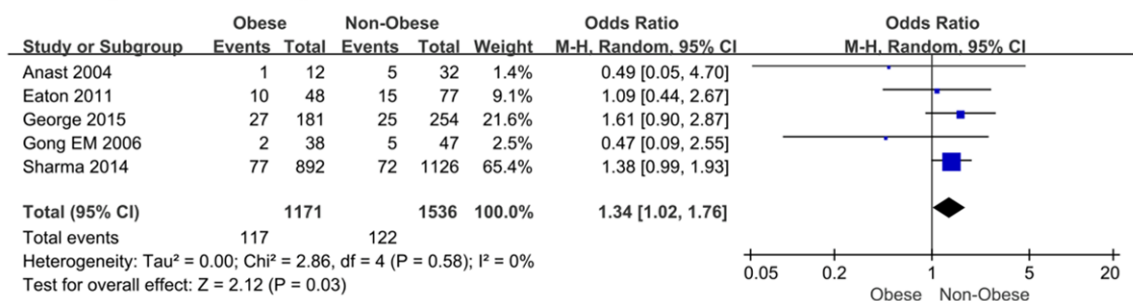 Obese Non-Obese Odds Ratio Odds Ratio
Study or Subgroup Events Total Events Total Weight M-H, Random, 95% CI M-H, Random, 95% CI
Anast 2004 1 12 5 32 1.4% 0.49 [0.05, 4.70]
Eaton 2011 10 48 15 77 9.1% 1.09 [0.44, 2.67]
George 2015 27 181 25 254 21.6% 1.61 [0.90, 2.87]
Gong EM 2006 2 38 5 47 2.5% 0.47 [0.09, 2.55]
Sharma 2014 77 892 72 1126 65.4% 1.38 [0.99, 1.93]
Total (95% CI) 1171 1536 100.0% 1.34 [1.02, 1.76]
Total events 117 122
Heterogeneity: Tau² = 0.00; Chi² = 2.86, df = 4 (P = 0.58); I² = 0%
Test for overall effect: Z = 2.12 (P = 0.03)
0.05 0.2 1 5 20
Obese Non-Obese